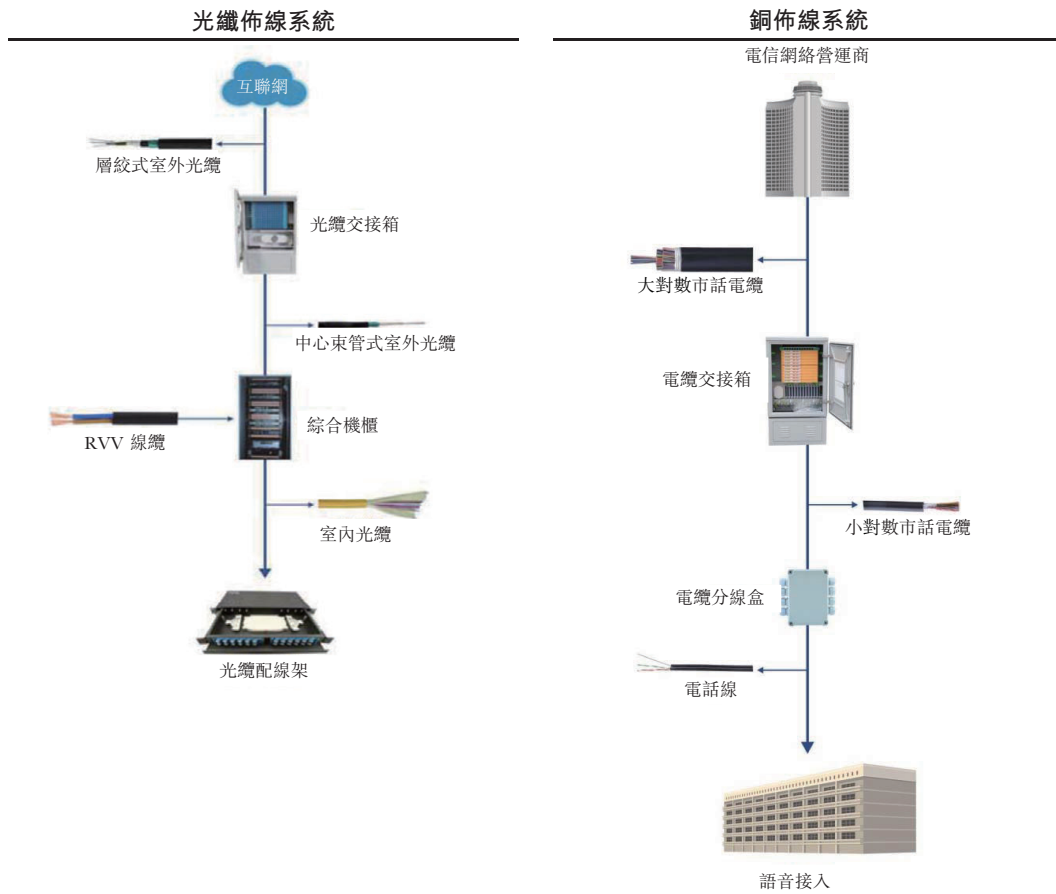 光纖佈線系統
互聯網
層絞式室外光纜
光纜交接箱
中心束管式室外光纜
綜合機櫃
RVV 線纜
室內光纜
光纜配線架
銅佈線系統
電信網絡營運商
大對數市話電纜
電纜交接箱
小對數市話電纜
電纜分線盒
電話線
語音接入